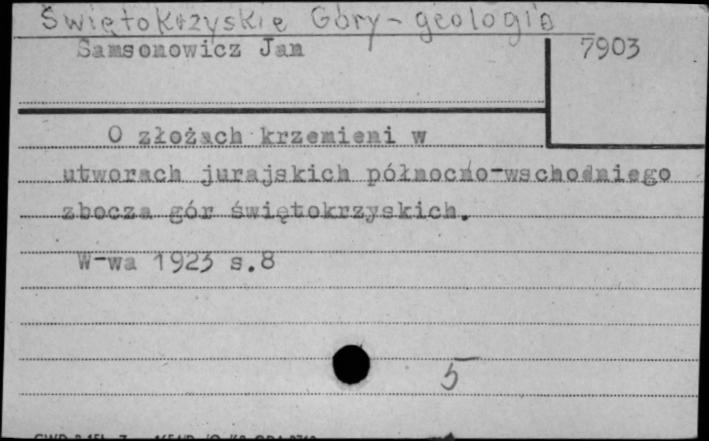 Świętokrzyskie Góry - geologia
Samsonowicz Jan
7903
O złożach krzemieni w
utworach jurajskich północno-wschodniego
zbocza gór świętokrzyskich.
W-wa 1923 s.8
5